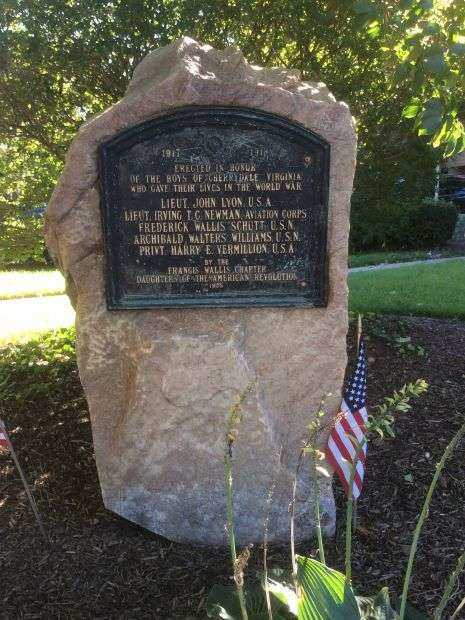 1917 1918
ERECTED IN HONOR
OF THE BOYS OF CHERRYDALE, VIRGINIA
WHO GAVE THEIR LIVES IN THE WORLD WAR
LIEUT. JOHN LYON, U.S.A.
LIEUT. IRVING T.C. NEWMAN, AVIATION CORPS
FREDERICK WALLIS SCHUTT, U.S.N.
ARCHIBALD WALTERS WILLIAMS, U.S.N.
PRIVT. HARRY E. VERMILLION, U.S.A.
BY THE
FRANCIS WALLIS CHAPTER
DAUGHTERS OF THE AMERICAN REVOLUTION